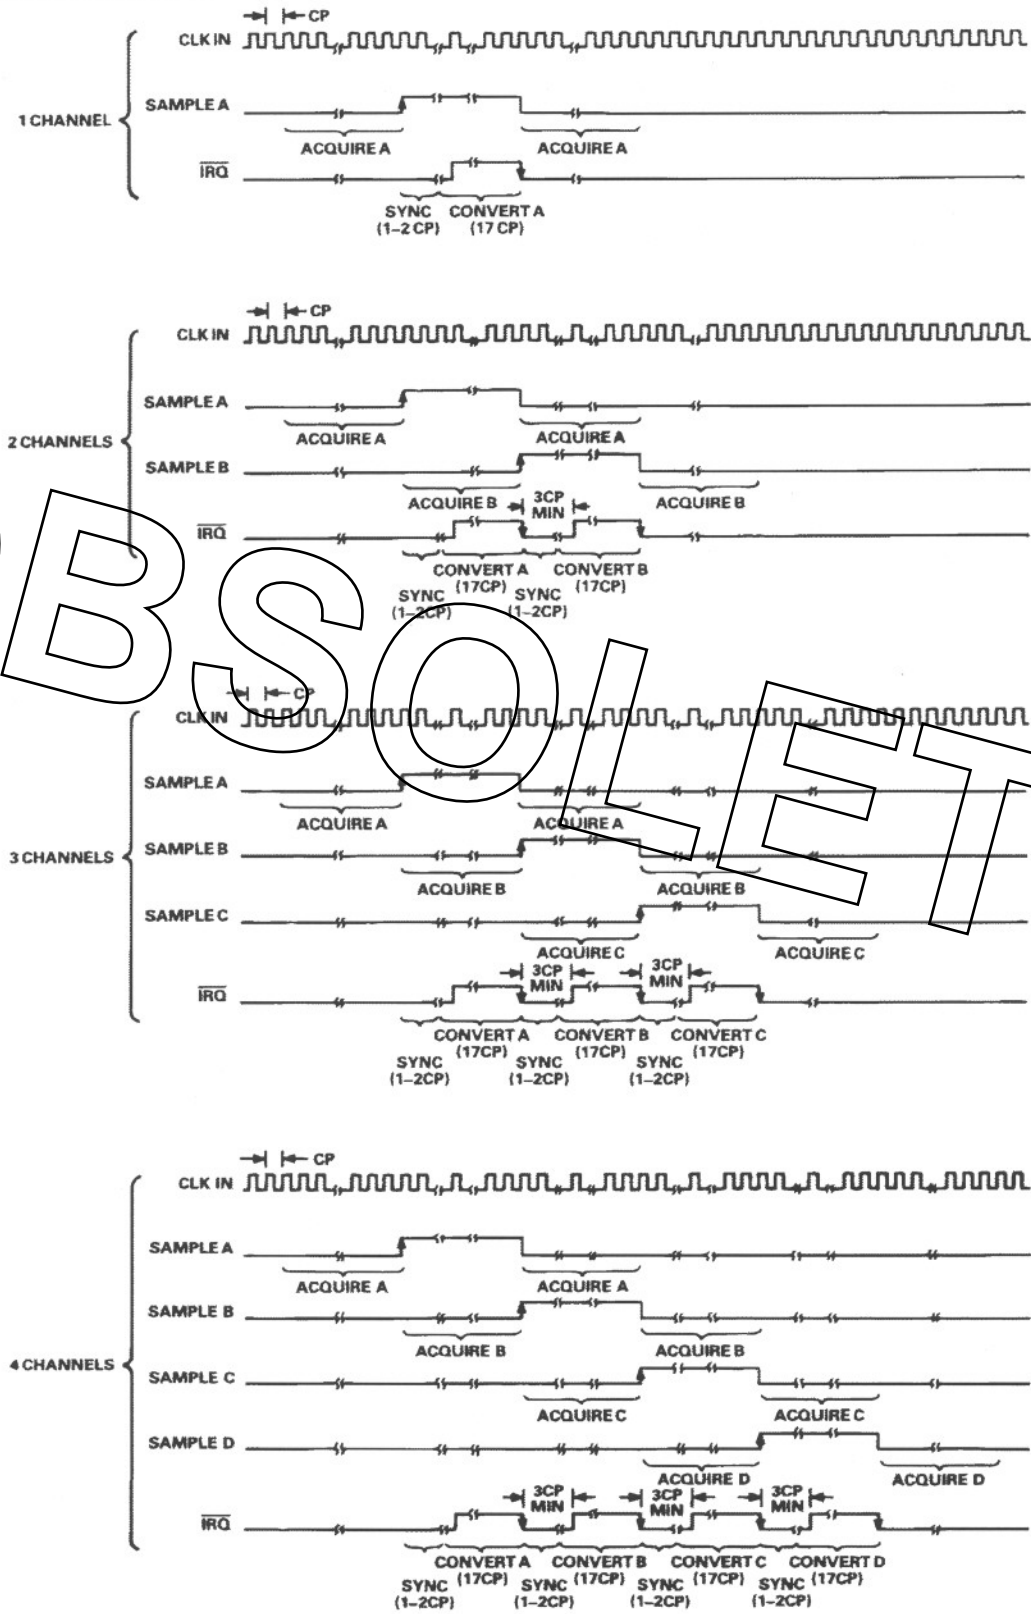 CP
CLK IN
SAMPLE A
1 CHANNEL
ACQUIRE A ACQUIRE A
IRQ
SYNC CONVERT A
(1–2 CP) (17 CP)
CP
CLK IN
SAMPLE A
2 CHANNELS
ACQUIRE A ACQUIRE A
SAMPLE B
ACQUIRE B ACQUIRE B
3CP
MIN
IRQ
CONVERT A CONVERT B
(17CP) (17CP)
SYNC SYNC
(1–2CP) (1–2CP)
BSOLET
CP
CLK IN
SAMPLE A
ACQUIRE A ACQUIRE A
3 CHANNELS
SAMPLE B
ACQUIRE B ACQUIRE B
SAMPLE C
ACQUIRE C ACQUIRE C
3CP 3CP
MIN MIN
IRQ
CONVERT A CONVERT B CONVERT C
(17CP) (17CP) (17CP)
SYNC SYNC SYNC
(1–2CP) (1–2CP) (1–2CP)
CP
CLK IN
SAMPLE A
ACQUIRE A ACQUIRE A
SAMPLE B
ACQUIRE B ACQUIRE B
4 CHANNELS
SAMPLE C
ACQUIRE C ACQUIRE C
SAMPLE D
ACQUIRE D ACQUIRE D
3CP 3CP 3CP
MIN MIN MIN
IRQ
CONVERT A CONVERT B CONVERT C CONVERT D
(17CP) (17CP) (17CP) (17CP)
SYNC SYNC SYNC SYNC
(1–2CP) (1–2CP) (1–2CP) (1–2CP)